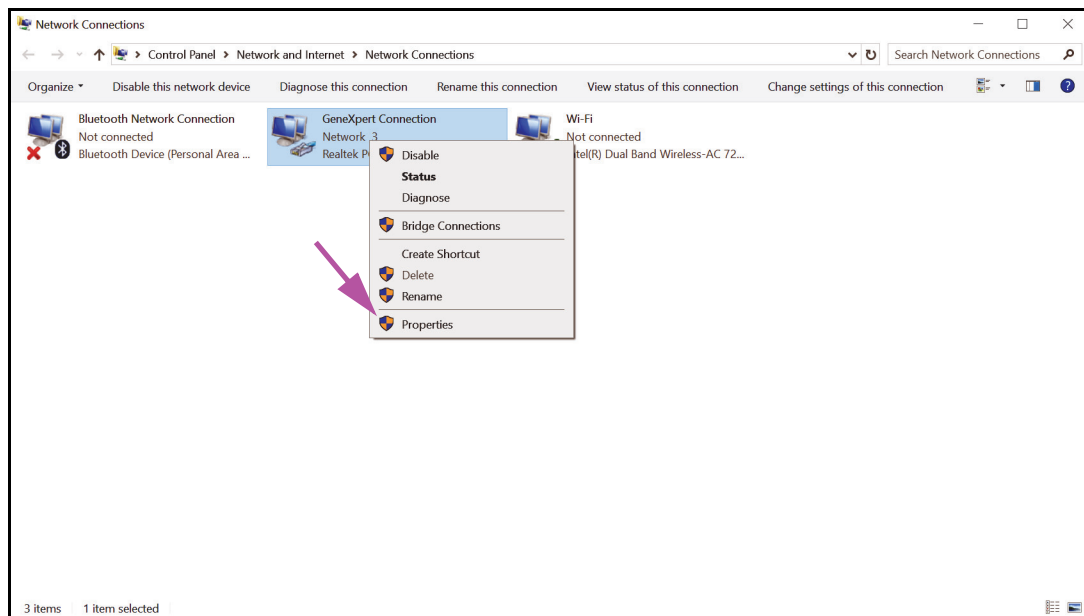 Network Connections
Control Panel > Network and Internet > Network Connections
Search Network Connections
Organize
Disable this network device
Diagnose this connection
Rename this connection
View status of this connection
Change settings of this connection
Bluetooth Network Connection
Not connected
Bluetooth Device (Personal Area ...
GeneXpert Connection
Network 3
Realtek
Wi-Fi
Not connected
Dual Band Wireless-AC 72...
Disable
Status
Diagnose
Bridge Connections
Create Shortcut
Delete
Rename
Properties
3 items
1 item selected